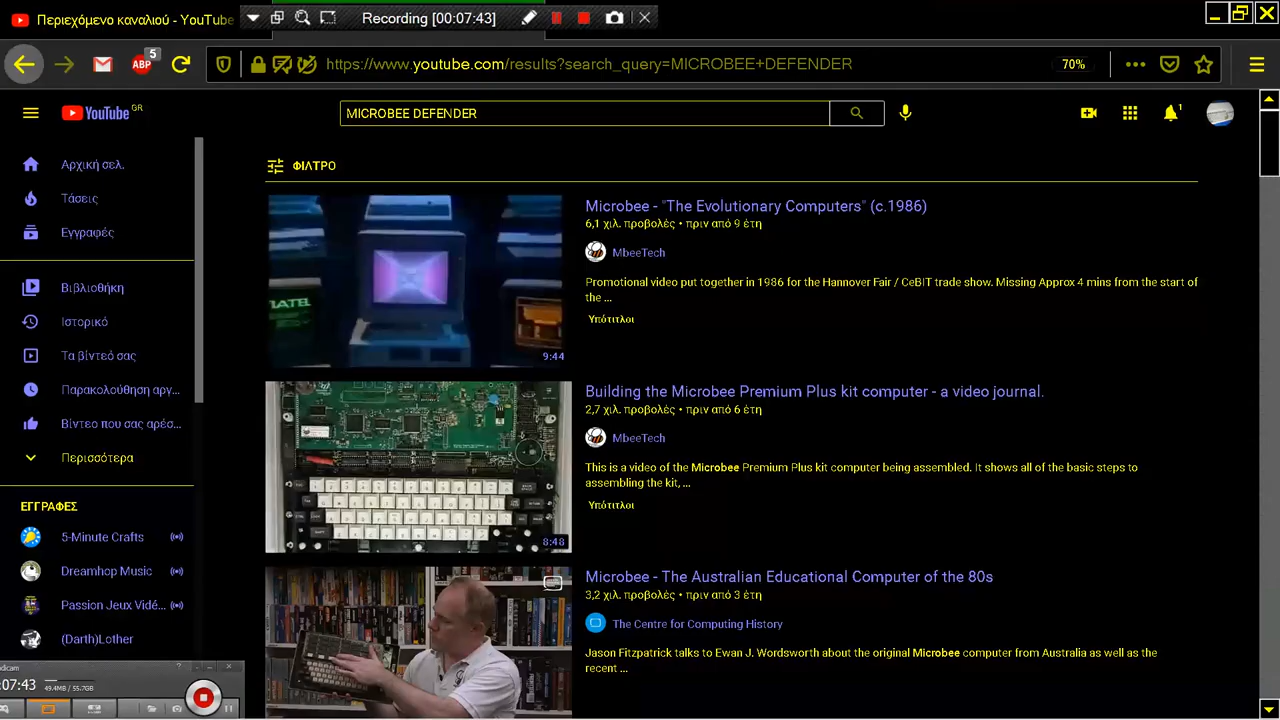 Περιεχόμενο καναλιού - YouTube
Recording [00:07:43]
5
ABP
https://www.youtube.com/results?search_query=MICROBEE+DEFENDER
70%
YouTube GR
MICROBEE DEFENDER
1
Αρχική σελ.
Τάσεις
Εγγραφές
Βιβλιοθήκη
Ιστορικό
Τα βίντεό σας
Παρακολούθηση αργ...
Βίντεο που σας αρέσ...
Περισσότερα
ΕΓΓΡΑΦΕΣ
5-Minute Crafts
Dreamhop Music
Passion Jeux Vidé...
(Darth)Lother
ΦΙΛΤΡΟ
9:44
Microbee - "The Evolutionary Computers" (c.1986)
6,1 χιλ. προβολές • πριν από 9 έτη
MbeeTech
Promotional video put together in 1986 for the Hannover Fair / CeBIT trade show. Missing Approx 4 mins from the start of
the ...
Υπότιτλοι
8:48
Building the Microbee Premium Plus kit computer - a video journal.
2,7 χιλ. προβολές • πριν από 6 έτη
MbeeTech
This is a video of the Microbee Premium Plus kit computer being assembled. It shows all of the basic steps to
assembling the kit, ...
Υπότιτλοι
Microbee - The Australian Educational Computer of the 80s
3,2 χιλ. προβολές • πριν από 3 έτη
The Centre for Computing History
Jason Fitzpatrick talks to Ewan J. Wordsworth about the original Microbee computer from Australia as well as the
recent ...
0:07:43
49.4MB / 55.7GB